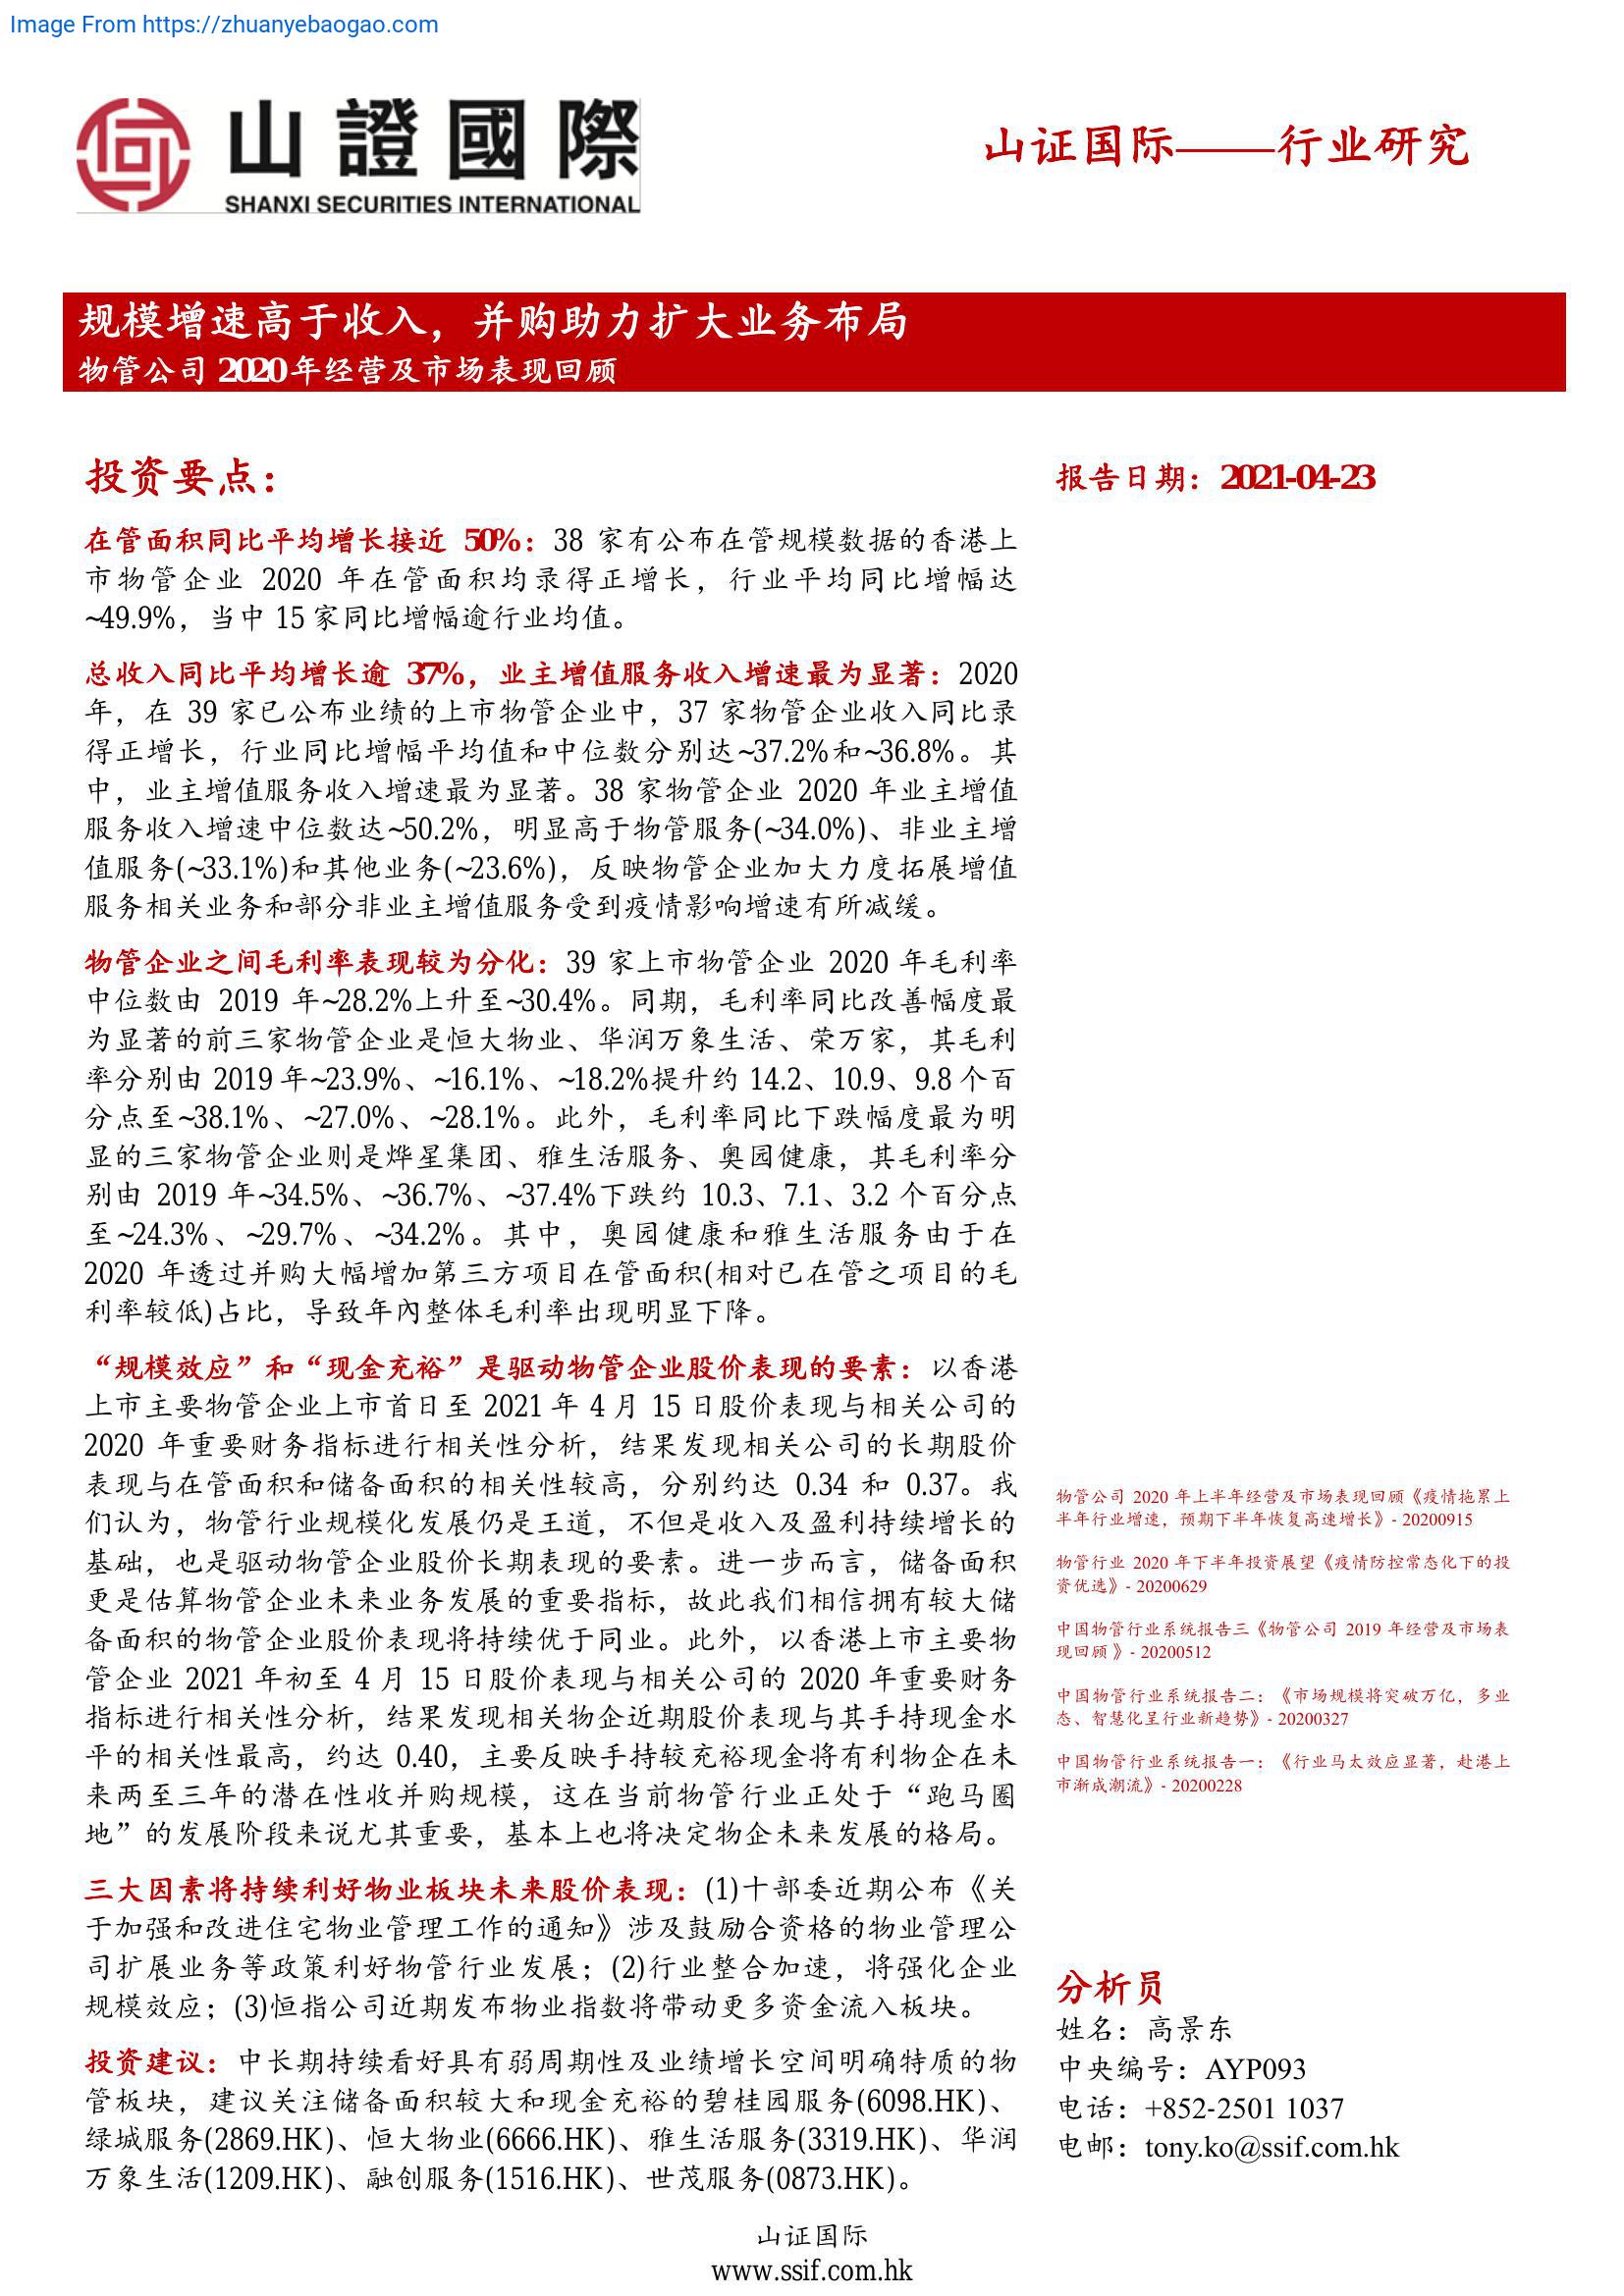 Image From https://zhuanyebaogao.com
山證國際
SHANXI SECURITIES INTERNATIONAL
山证国际——行业研究
规模增速高于收入，并购助力扩大业务布局
物管公司 2020 年经营及市场表现回顾
投资要点：
在管面积同比平均增长接近 50%：38 家有公布在管规模数据的香港上
市物管企业 2020 年在管面积均录得正增长，行业平均同比增幅达
~49.9%，当中 15 家同比增幅逾行业均值。
总收入同比平均增长逾 37%，业主增值服务收入增速最为显著：2020
年，在 39 家已公布业绩的上市物管企业中，37 家物管企业收入同比录
得正增长，行业同比增幅平均值和中位数分别达~37.2%和~36.8%。其
中，业主增值服务收入增速最为显著。38 家物管企业 2020 年业主增值
服务收入增速中位数达~50.2%，明显高于物管服务(~34.0%)、非业主增
值服务(~33.1%)和其他业务(~23.6%)，反映物管企业加大力度拓展增值
服务相关业务和部分非业主增值服务受到疫情影响增速有所减缓。
物管企业之间毛利率表现较为分化：39 家上市物管企业 2020 年毛利率
中位数由 2019 年~28.2%上升至~30.4%。同期，毛利率同比改善幅度最
为显著的前三家物管企业是恒大物业、华润万象生活、荣万家，其毛利
率分别由 2019 年~23.9%、~16.1%、~18.2%提升约 14.2、10.9、9.8 个百
分点至~38.1%、~27.0%、~28.1%。此外，毛利率同比下跌幅度最为明
显的三家物管企业则是烨星集团、雅生活服务、奥园健康，其毛利率分
别由 2019 年~34.5%、~36.7%、~37.4%下跌约 10.3、7.1、3.2 个百分点
至~24.3%、~29.7%、~34.2%。其中，奥园健康和雅生活服务由于在
2020 年透过并购大幅增加第三方项目在管面积(相对已在管之项目的毛
利率较低)占比，导致年內整体毛利率出现明显下降。
“规模效应”和“现金充裕”是驱动物管企业股价表现的要素：以香港
上市主要物管企业上市首日至 2021 年 4 月 15 日股价表现与相关公司的
2020 年重要财务指标进行相关性分析，结果发现相关公司的长期股价
表现与在管面积和储备面积的相关性较高，分别约达 0.34 和 0.37。我
们认为，物管行业规模化发展仍是王道，不但是收入及盈利持续增长的
基础，也是驱动物管企业股价长期表现的要素。进一步而言，储备面积
更是估算物管企业未来业务发展的重要指标，故此我们相信拥有较大储
备面积的物管企业股价表现将持续优于同业。此外，以香港上市主要物
管企业 2021 年初至 4 月 15 日股价表现与相关公司的 2020 年重要财务
指标进行相关性分析，结果发现相关物企近期股价表现与其手持现金水
平的相关性最高，约达 0.40，主要反映手持较充裕现金将有利物企在未
来两至三年的潜在性收并购规模，这在当前物管行业正处于“跑马圈
地”的发展阶段来说尤其重要，基本上也将决定物企未来发展的格局。
三大因素将持续利好物业板块未来股价表现：(1)十部委近期公布《关
于加强和改进住宅物业管理工作的通知》涉及鼓励合资格的物业管理公
司扩展业务等政策利好物管行业发展；(2)行业整合加速，将强化企业
规模效应；(3)恒指公司近期发布物业指数将带动更多资金流入板块。
投资建议：中长期持续看好具有弱周期性及业绩增长空间明确特质的物
管板块，建议关注储备面积较大和现金充裕的碧桂园服务(6098.HK)、
绿城服务(2869.HK)、恒大物业(6666.HK)、雅生活服务(3319.HK)、华润
万象生活(1209.HK)、融创服务(1516.HK)、世茂服务(0873.HK)。
报告日期：2021-04-23
物管公司 2020 年上半年经营及市场表现回顾《疫情拖累上
半年行业增速，预期下半年恢复高速增长》- 20200915
物管行业 2020 年下半年投资展望《疫情防控常态化下的投
资优选》- 20200629
中国物管行业系统报告三《物管公司 2019 年经营及市场表
现回顾 》- 20200512
中国物管行业系统报告二：《市场规模将突破万亿，多业
态、智慧化呈行业新趋势》- 20200327
中国物管行业系统报告一：《行业马太效应显著，赴港上
市渐成潮流》- 20200228
分析员
姓名：高景东
中央编号：AYP093
电话：+852-2501 1037
电邮：tony.ko@ssif.com.hk
山证国际
www.ssif.com.hk